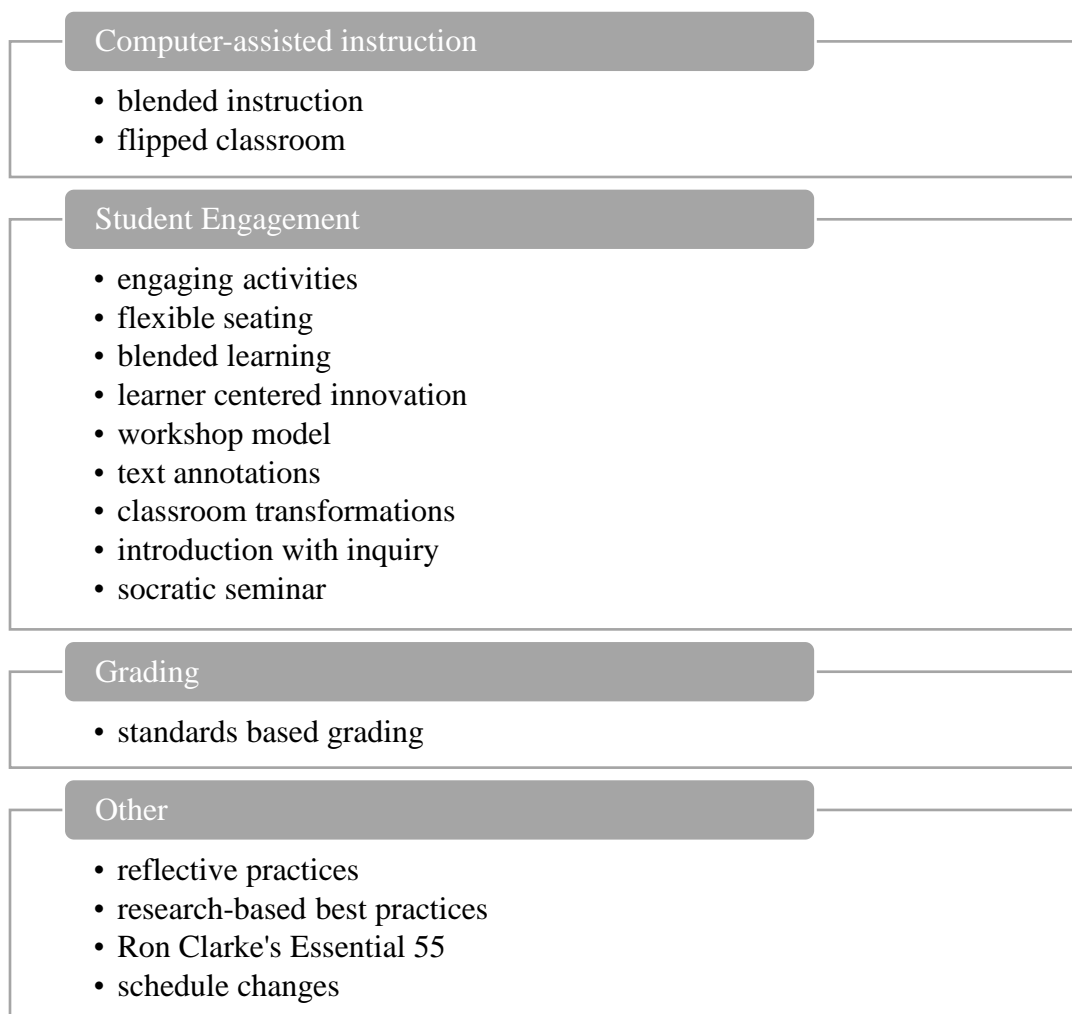 Computer-assisted instruction
• blended instruction
• flipped classroom
Student Engagement
• engaging activities
• flexible seating
• blended learning
• learner centered innovation
• workshop model
• text annotations
• classroom transformations
• introduction with inquiry
• socratic seminar
Grading
• standards based grading
Other
• reflective practices
• research-based best practices
• Ron Clarke's Essential 55
• schedule changes